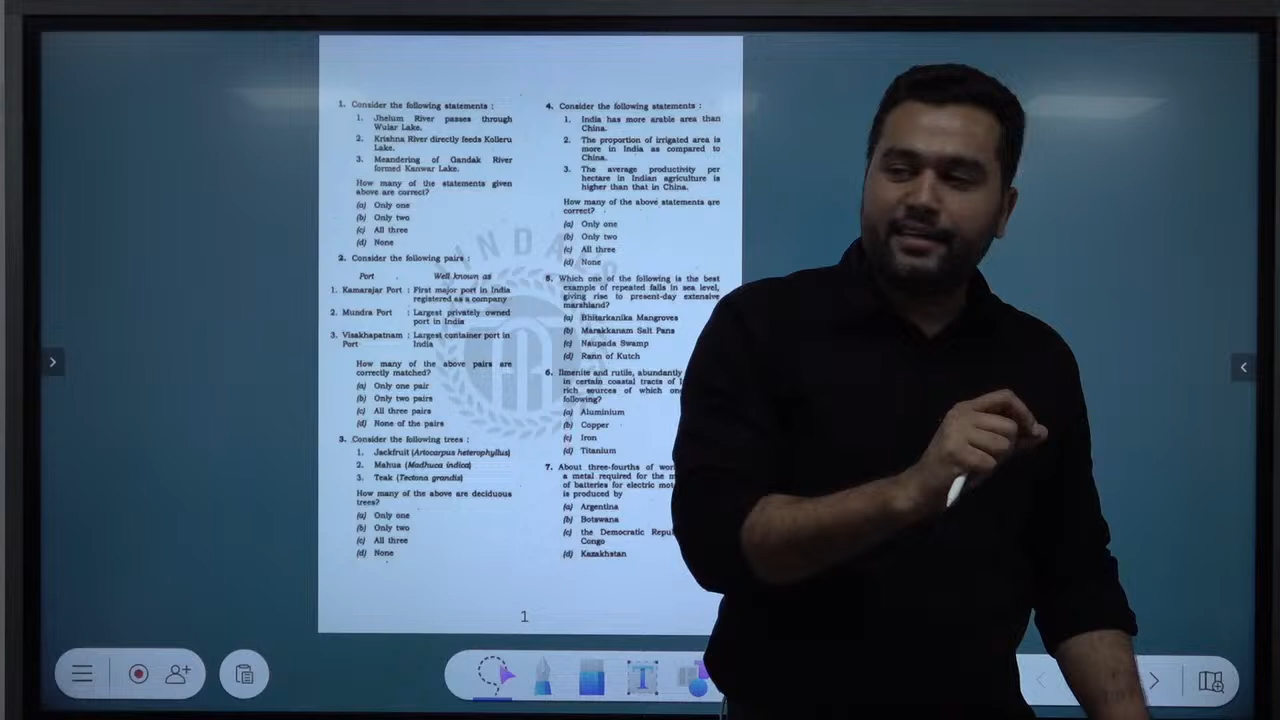 1. Consider the following statements :
1. Jhelum River passes through
Wular Lake.
2. Krishna River directly feeds Kolleru
Lake.
3. Meandering of Gandak River
formed Kanwar Lake.
How many of the statements given
above are correct?
(a) Only one
(b) Only two
(c) All three
(d) None
2. Consider the following pairs :
Port Well known as
1. Kamarajar Port : First major port in India
registered as a company
2. Mundra Port : Largest privately owned
port in India
3. Visakhapatnam : Largest container port in
Port India
How many of the above pairs are
correctly matched?
(a) Only one pair
(b) Only two pairs
(c) All three pairs
(d) None of the pairs
3. Consider the following trees :
1. Jackfruit (Artocarpus heterophyllus)
2. Mahua (Madhuca indica)
3. Teak (Tectona grandis)
How many of the above are deciduous
trees?
(a) Only one
(b) Only two
(c) All three
(d) None
4. Consider the following statements :
1. India has more arable area than
China.
2. The proportion of irrigated area is
more in India as compared to
China.
3. The average productivity per
hectare in Indian agriculture is
higher than that in China.
How many of the above statements are
correct?
(a) Only one
(b) Only two
(c) All three
(d) None
5. Which one of the following is the best
example of repeated falls in sea level,
giving rise to present-day extensive
marshland?
(a) Bhitarkanika Mangroves
(b) Marakkanam Salt Pans
(c) Naupada Swamp
(d) Rann of Kutch
6. Ilmenite and rutile, abundantly
in certain coastal tracts of
rich sources of which
following?
(a) Aluminium
(b) Copper
(c) Iron
(d) Titanium
7. About three-fourths of
a metal required for the
of batteries for electric
is produced by
(a) Argentina
(b) Botswana
(c) the Democratic
Congo
(d) Kazakhstan
1
T